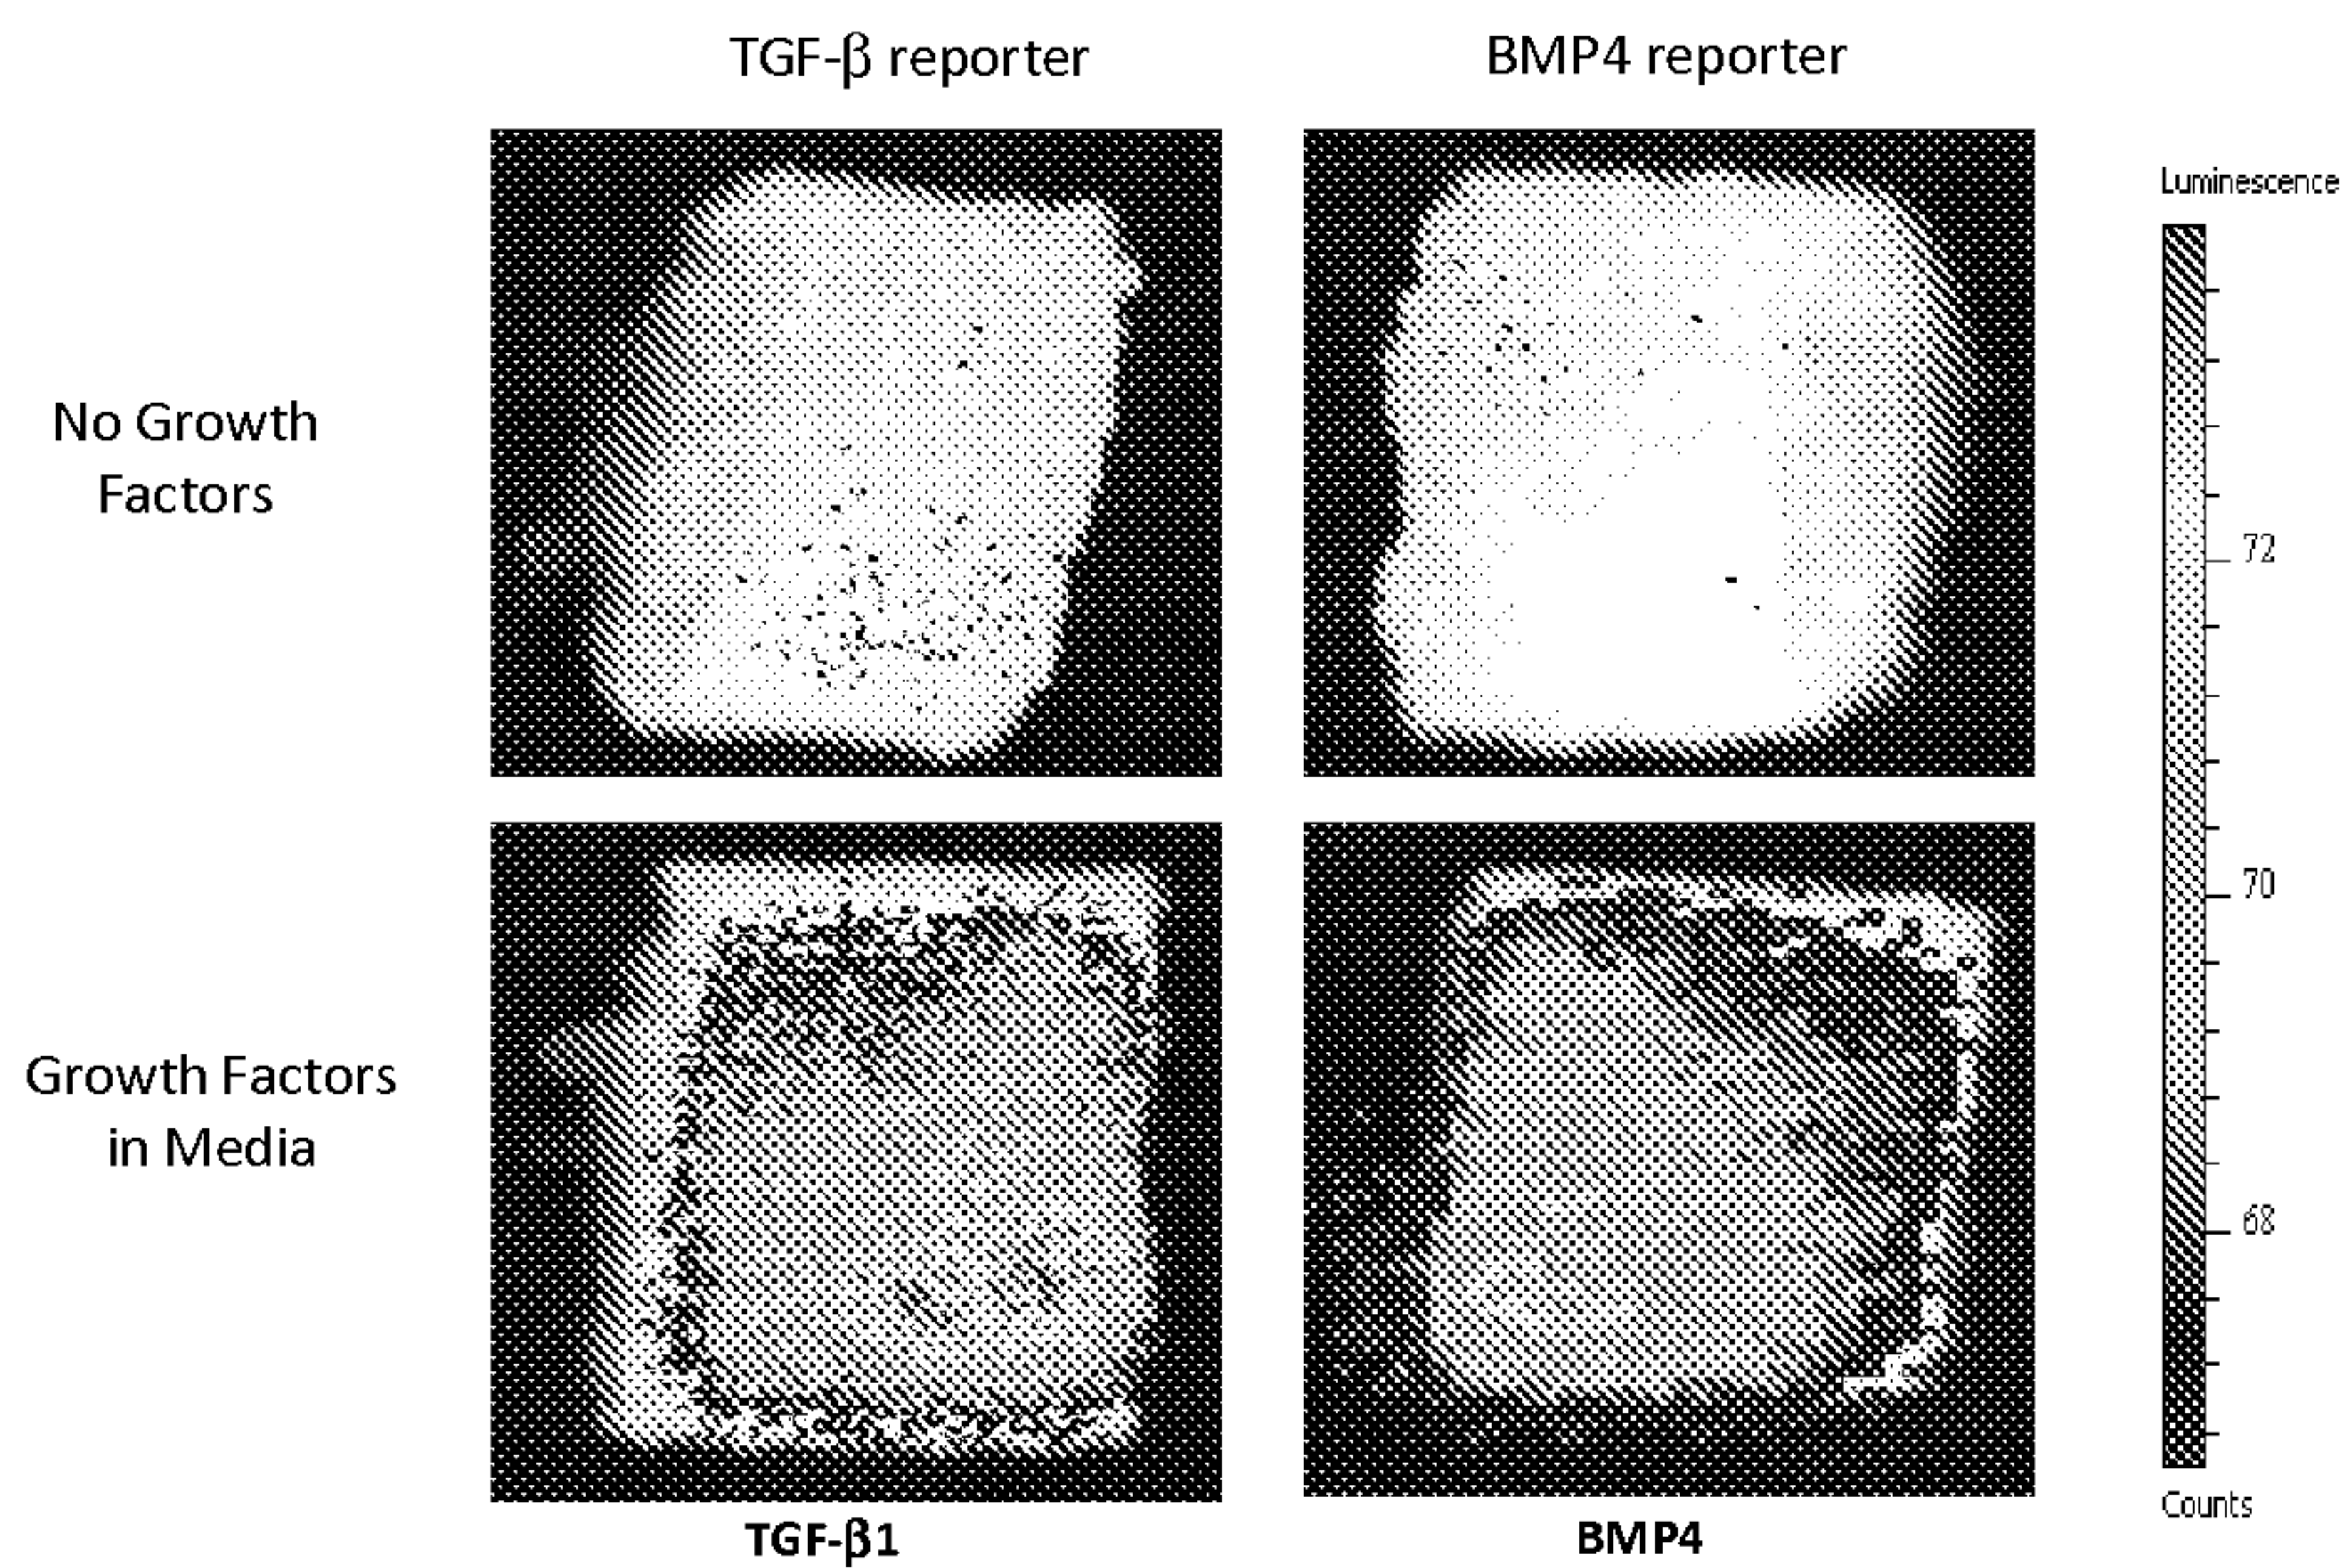 TGF-β reporter
BMP4 reporter
Luminescence
No Growth
Factors
72
70
Growth Factors
in Media
68
Counts
TGF-β1
BMP4